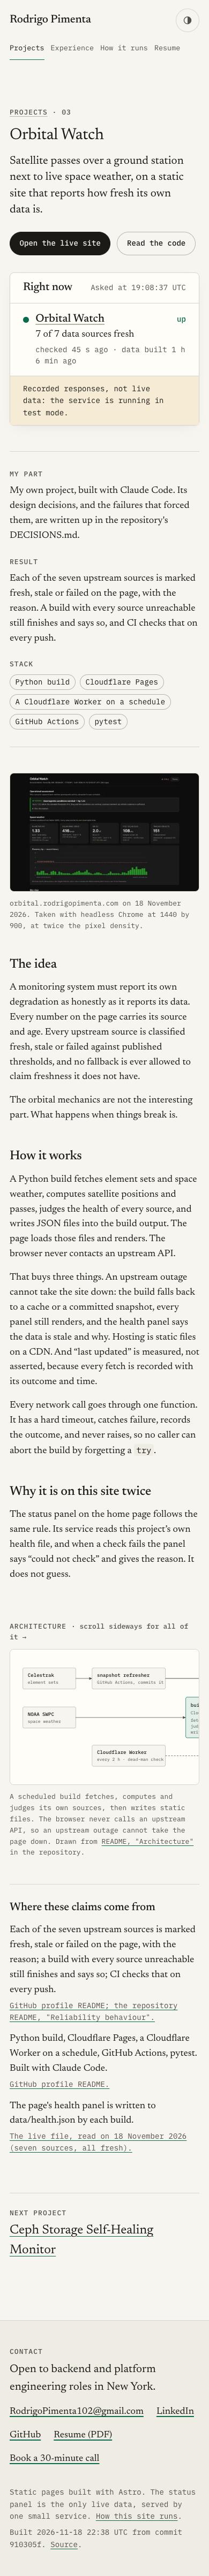 Rodrigo Pimenta
Projects Experience How it runs Resume
PROJECTS · 03
Orbital Watch
Satellite passes over a ground station
next to live space weather, on a static
site that reports how fresh its own
data is.
Open the live site Read the code
Right now Asked at 19:08:37 UTC
Orbital Watch up
7 of 7 data sources fresh
checked 45 s ago · data built 1 h
6 min ago
Recorded responses, not live
data: the service is running in
test mode.
MY PART
My own project, built with Claude Code. Its
design decisions, and the failures that forced
them, are written up in the repository's
DECISIONS.md.
RESULT
Each of the seven upstream sources is marked
fresh, stale or failed on the page, with the
reason. A build with every source unreachable
still finishes and says so, and CI checks that on
every push.
STACK
Python build Cloudflare Pages
A Cloudflare Worker on a schedule
GitHub Actions pytest
Orbital Watch
orbital.rodrigopimenta.com on 18 November
2026. Taken with headless Chrome at 1440 by
900, at twice the pixel density.
The idea
A monitoring system must report its own
degradation as honestly as it reports its data.
Every number on the page carries its source
and age. Every upstream source is classified
fresh, stale or failed against published
thresholds, and no fallback is ever allowed to
claim freshness it does not have.
The orbital mechanics are not the interesting
part. What happens when things break is.
How it works
A Python build fetches element sets and space
weather, computes satellite positions and
passes, judges the health of every source, and
writes JSON files into the build output. The
page loads those files and renders. The
browser never contacts an upstream API.
That buys three things. An upstream outage
cannot take the site down: the build falls back
to a cache or a committed snapshot, every
panel still renders, and the health panel says
the data is stale and why. Hosting is static files
on a CDN. And “last updated” is measured, not
asserted, because every fetch is recorded with
its outcome and time.
Every network call goes through one function.
It has a hard timeout, catches failure, records
the outcome, and never raises, so no caller can
abort the build by forgetting a try.
Why it is on this site twice
The status panel on the home page follows the
same rule. Its service reads this project’s own
health file, and when a check fails the panel
says “could not check” and gives the reason. It
does not guess.
ARCHITECTURE · scroll sideways for all of
it →
Celestrak
element sets
snapshot refresher
GitHub Actions, commits it
NOAA SWPC
space weather
Cloudflare Worker
every 2 h · dead-man check
A scheduled build fetches, computes and
judges its own sources, then writes static
files. The browser never calls an upstream
API, so an upstream outage cannot take the
page down. Drawn from README, "Architecture"
in the repository.
Where these claims come from
Each of the seven upstream sources is marked
fresh, stale or failed on the page, with the
reason; a build with every source unreachable
still finishes and says so; CI checks that on
every push.
GitHub profile README; the repository
README, "Reliability behaviour".
Python build, Cloudflare Pages, a Cloudflare
Worker on a schedule, GitHub Actions, pytest.
Built with Claude Code.
GitHub profile README.
The page's health panel is written to
data/health.json by each build.
The live file, read on 18 November 2026
(seven sources, all fresh).
NEXT PROJECT
Ceph Storage Self-Healing
Monitor
CONTACT
Open to backend and platform
engineering roles in New York.
RodrigoPimenta102@gmail.com LinkedIn
GitHub Resume (PDF)
Book a 30-minute call
Static pages built with Astro. The status
panel is the only live data, served by
one small service. How this site runs.
Built 2026-11-18 22:38 UTC from commit
910305f. Source.